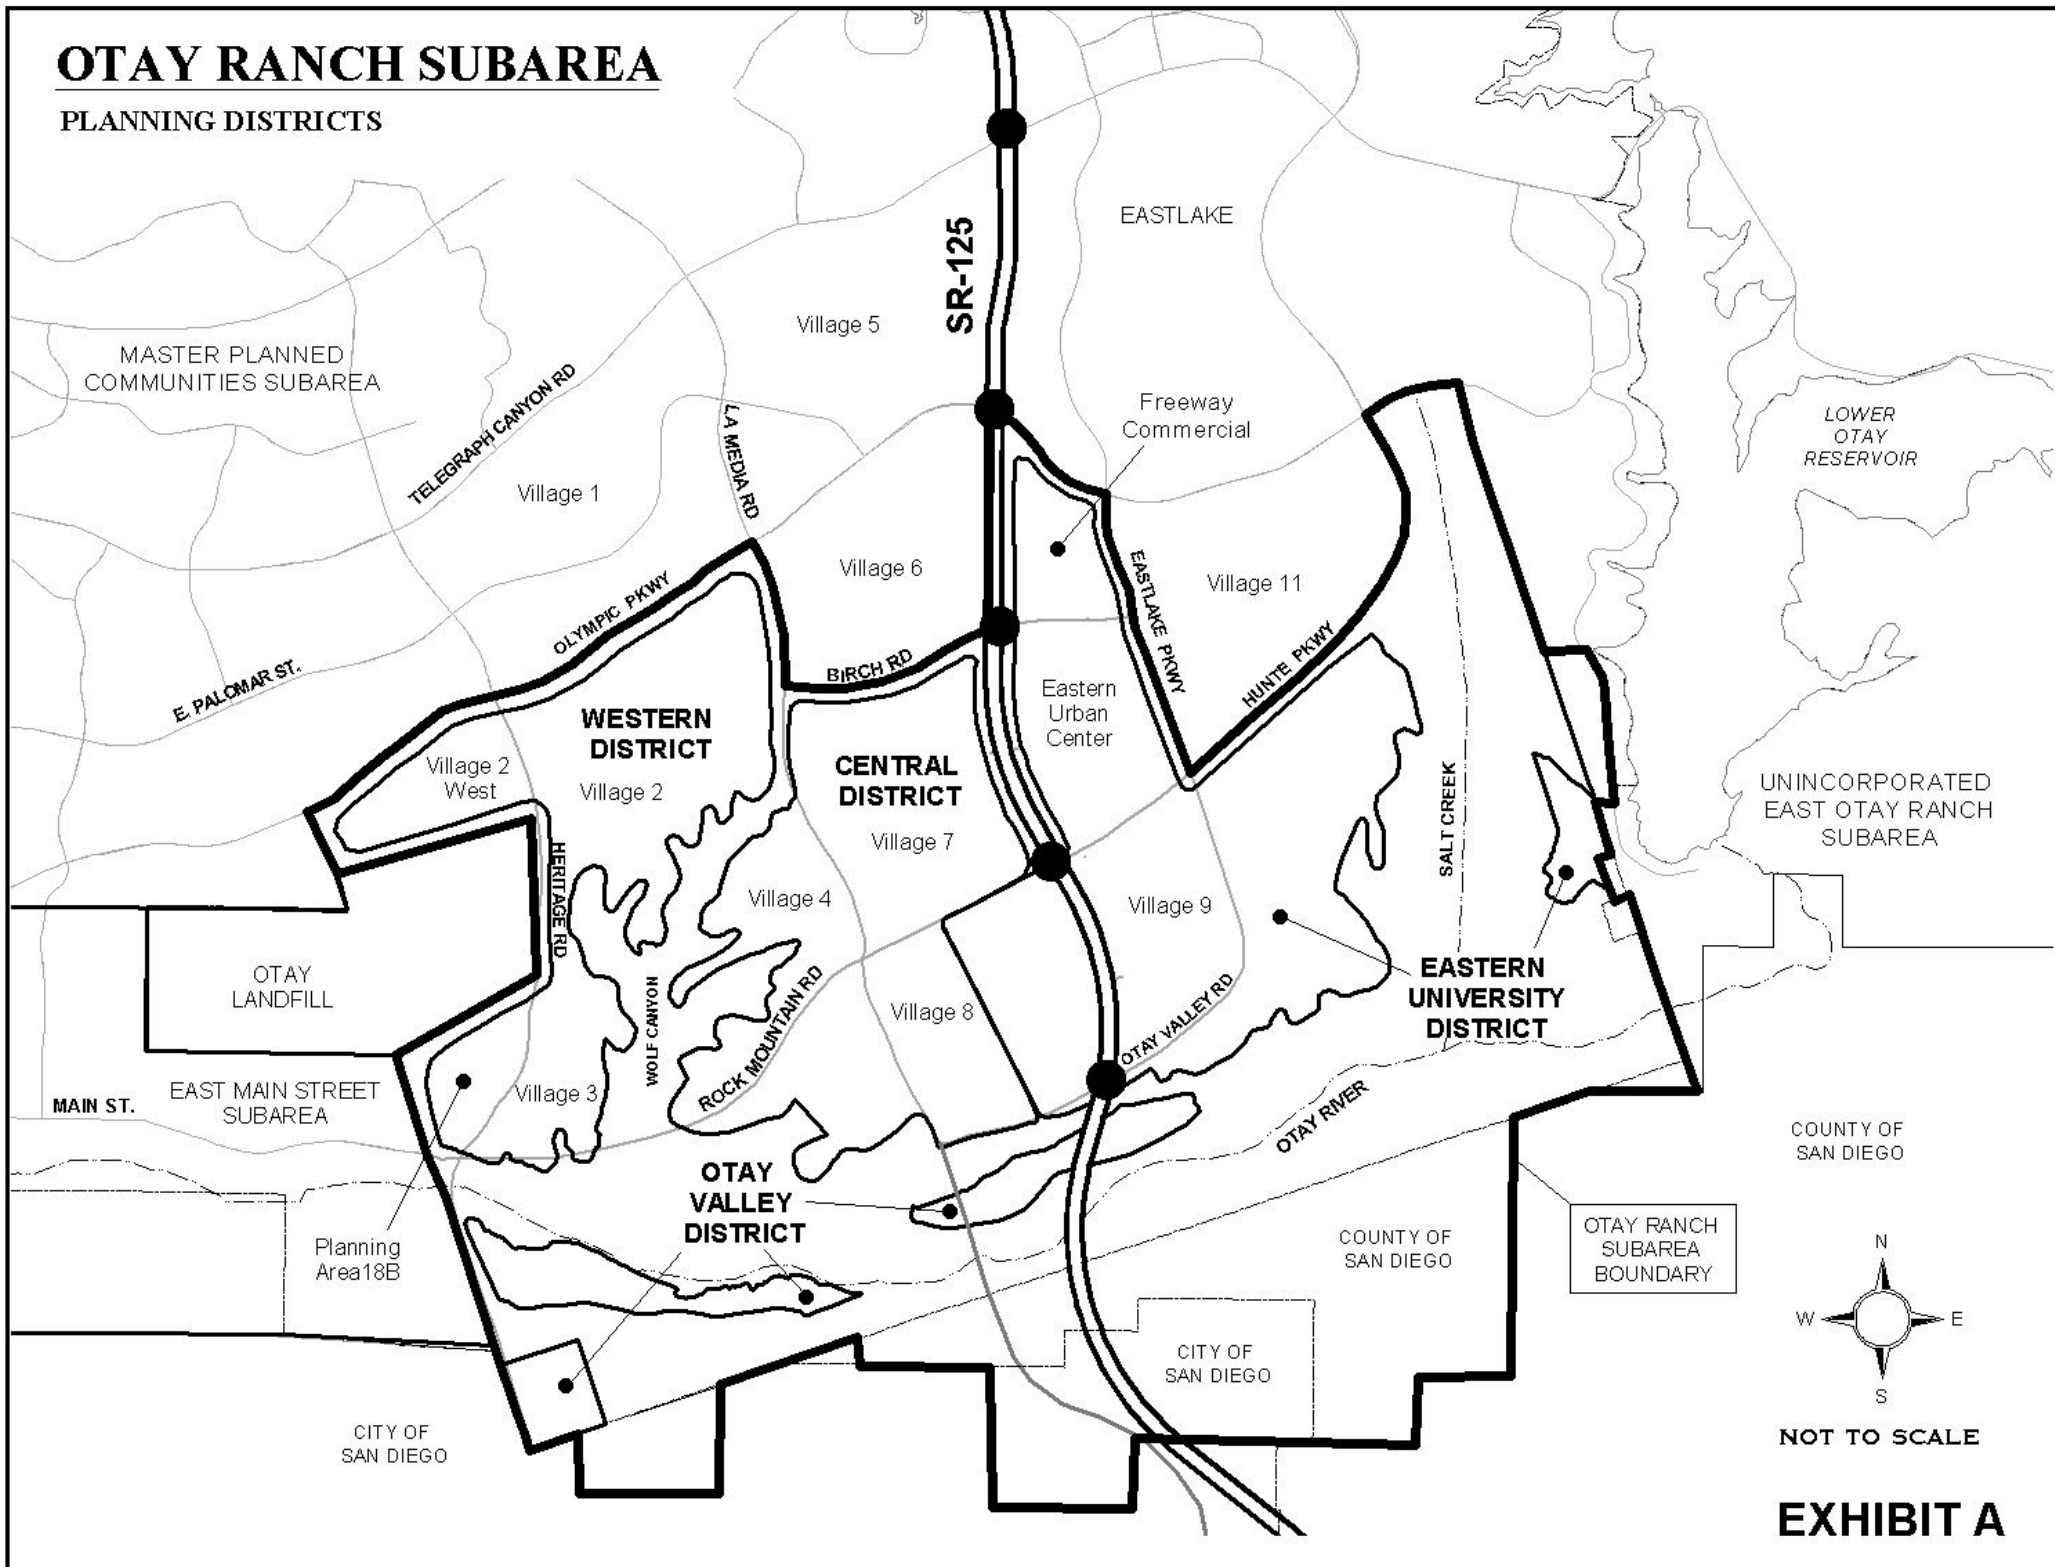 OTAY RANCH SUBAREA
PLANNING DISTRICTS
EASTLAKE
SR-125
Village 5
MASTER PLANNED
COMMUNITIES SUBAREA
TELEGRAPH CANYON RD
LA MEDIA RD
Freeway
Commercial
LOWER
OTAY
RESERVOIR
Village 1
Village 6
EASTLAKE PKWY
Village 11
OLYMPIC PKWY
HUNTE PKWY
E. PALOMAR ST.
BIRCH RD
WESTERN
DISTRICT
Eastern
Urban
Center
Village 2
West
Village 2
CENTRAL
DISTRICT
SALT CREEK
UNINCORPORATED
EAST OTAY RANCH
SUBAREA
Village 7
HERITAGE RD
Village 4
Village 9
OTAY
LANDFILL
WOLF CANYON
ROCK MOUNTAIN RD
Village 8
OTAY VALLEY RD
EASTERN
UNIVERSITY
DISTRICT
EAST MAIN STREET
SUBAREA
MAIN ST.
Village 3
OTAY RIVER
COUNTY OF
SAN DIEGO
OTAY
VALLEY
DISTRICT
Planning
Area18B
COUNTY OF
SAN DIEGO
OTAY RANCH
SUBAREA
BOUNDARY
N
W
E
S
CITY OF
SAN DIEGO
CITY OF
SAN DIEGO
NOT TO SCALE
EXHIBIT A